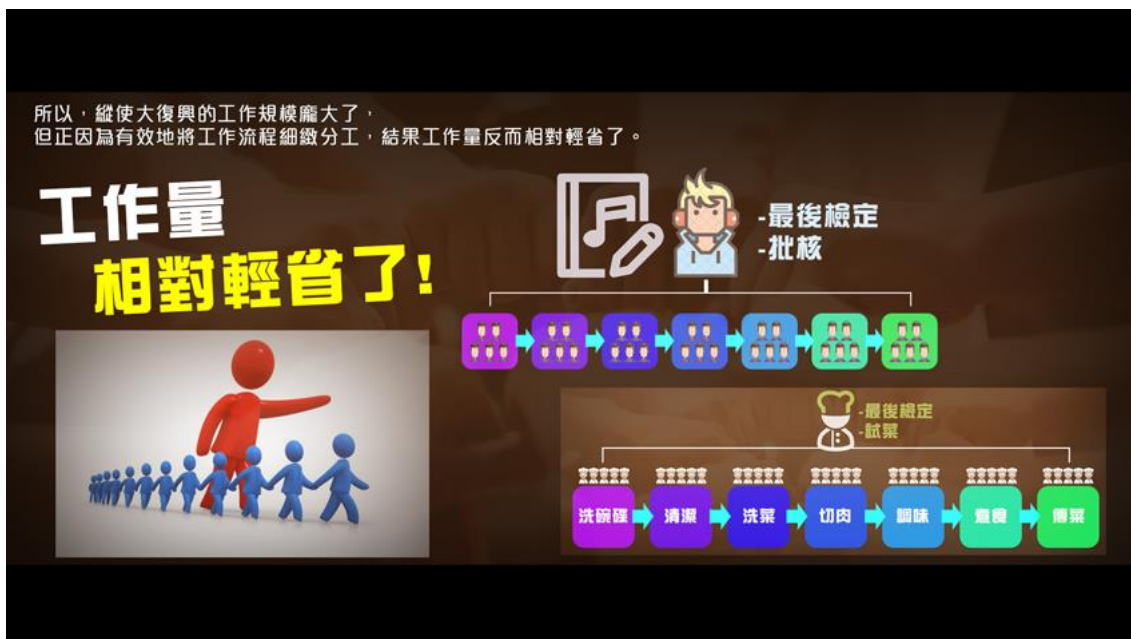 所以，縱使大復興的工作規模龐大了，
但正因為有效地將工作流程細緻分工，結果工作量反而相對輕省了。
工作量
相對輕省了!
-最後檢定
-批核
-最後檢定
-試菜
洗碗碟
清潔
洗菜
切肉
調味
煮食
傳菜